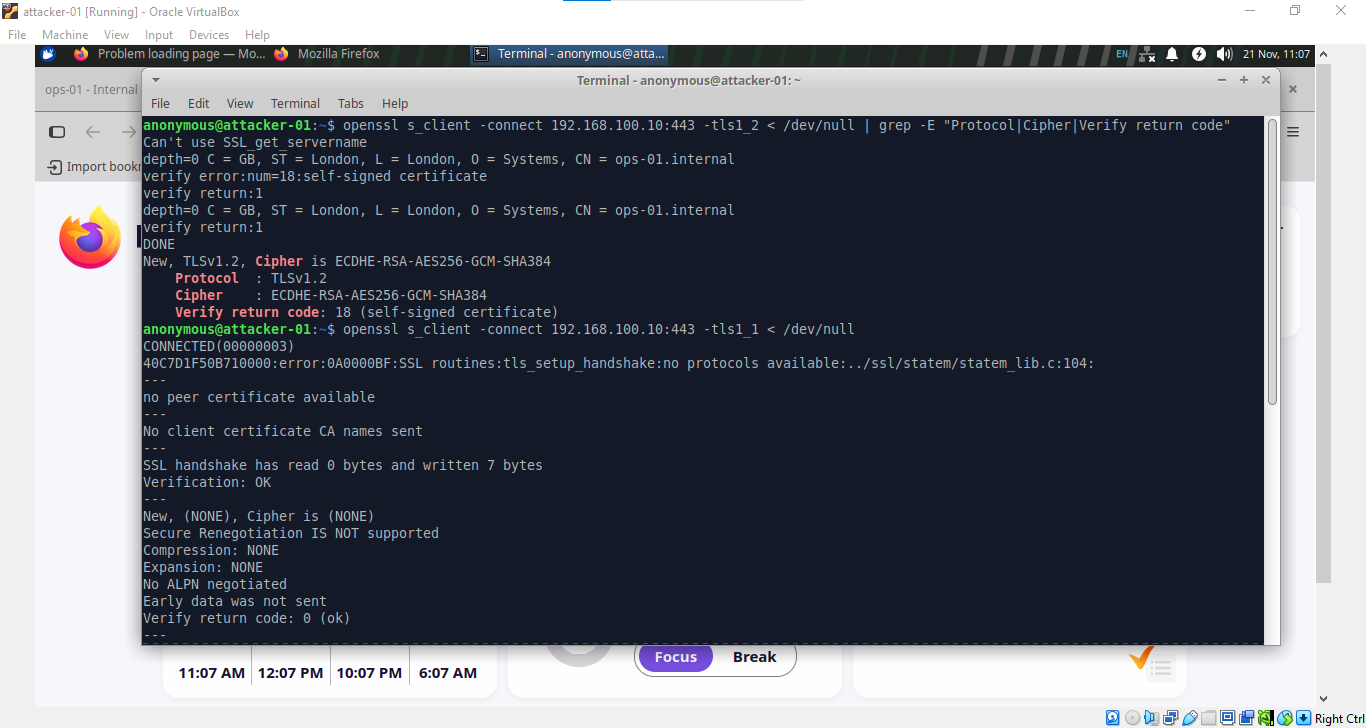 attacker-01 [Running] - Oracle VirtualBox
File Machine View Input Devices Help
Problem loading page — Mo... Mozilla Firefox Terminal - anonymous@atta... EN 21 Nov, 11:07
ops-01 - Internal
Terminal - anonymous@attacker-01: ~
File Edit View Terminal Tabs Help
Import bookm
anonymous@attacker-01:~$ openssl s_client -connect 192.168.100.10:443 -tls1_2 < /dev/null | grep -E "Protocol|Cipher|Verify return code"
Can't use SSL_get_servername
depth=0 C = GB, ST = London, L = London, O = Systems, CN = ops-01.internal
verify error:num=18:self-signed certificate
verify return:1
depth=0 C = GB, ST = London, L = London, O = Systems, CN = ops-01.internal
verify return:1
DONE
New, TLSv1.2, Cipher is ECDHE-RSA-AES256-GCM-SHA384
    Protocol  : TLSv1.2
    Cipher    : ECDHE-RSA-AES256-GCM-SHA384
    Verify return code: 18 (self-signed certificate)
anonymous@attacker-01:~$ openssl s_client -connect 192.168.100.10:443 -tls1_1 < /dev/null
CONNECTED(00000003)
40C7D1F50B710000:error:0A0000BF:SSL routines:tls_setup_handshake:no protocols available:../ssl/statem/statem_lib.c:104:
---
no peer certificate available
---
No client certificate CA names sent
---
SSL handshake has read 0 bytes and written 7 bytes
Verification: OK
---
New, (NONE), Cipher is (NONE)
Secure Renegotiation IS NOT supported
Compression: NONE
Expansion: NONE
No ALPN negotiated
Early data was not sent
Verify return code: 0 (ok)
---
11:07 AM 12:07 PM 10:07 PM 6:07 AM
Focus Break
Right Ctrl